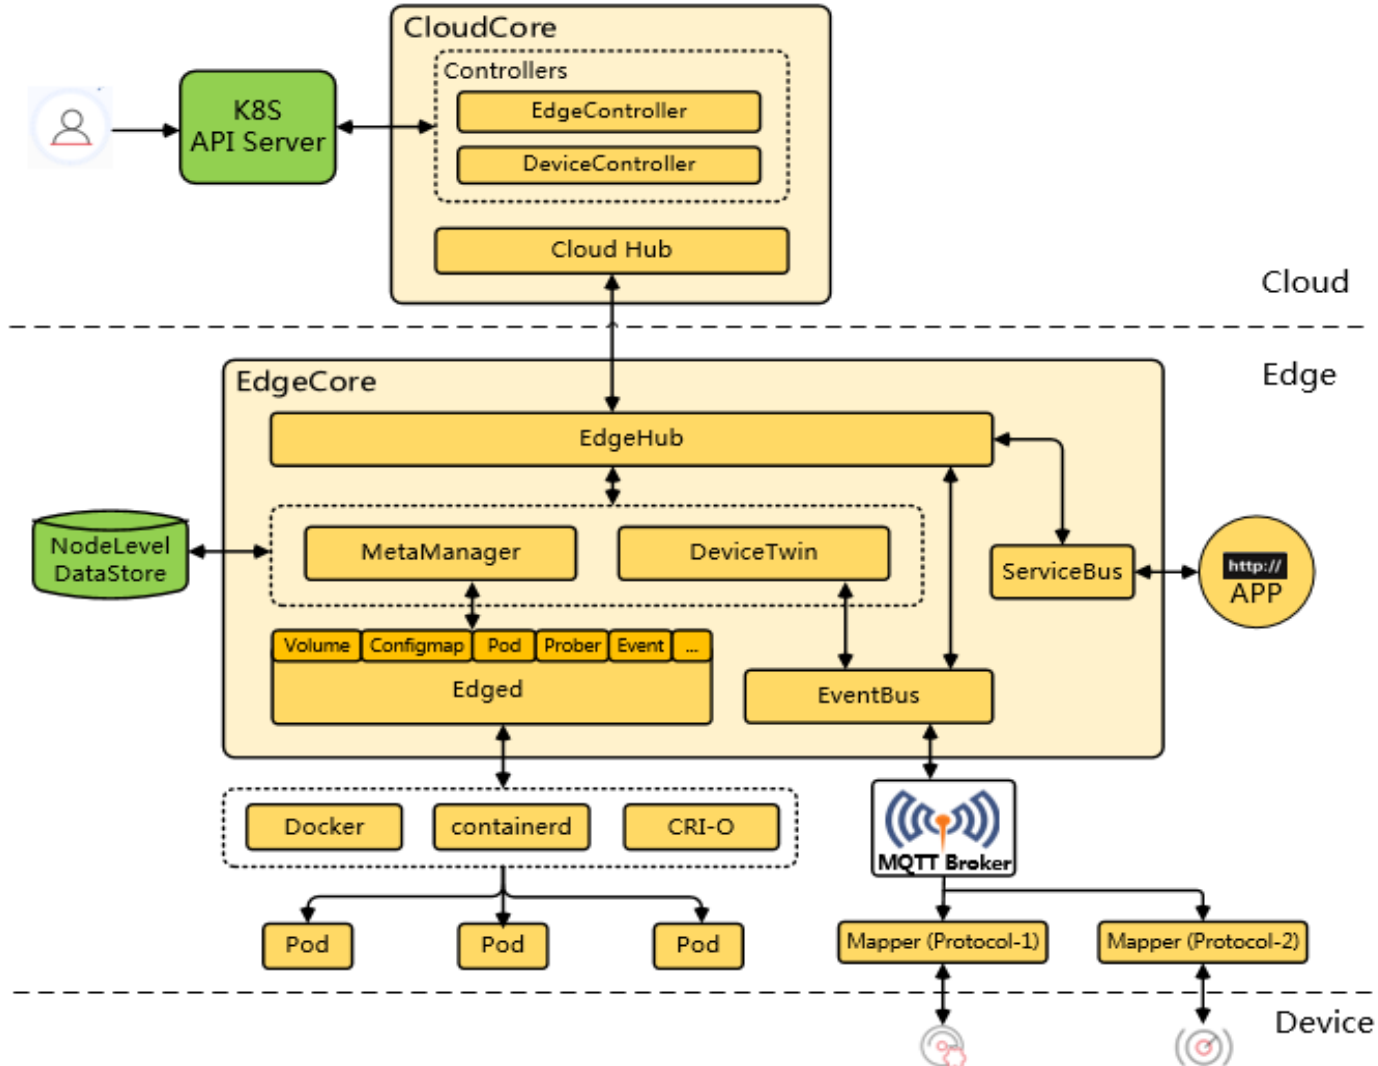 CloudCore
Controllers
EdgeController
DeviceController
K8S
API Server
Cloud Hub
Cloud
Edge
EdgeCore
EdgeHub
MetaManager
DeviceTwin
NodeLevel
DataStore
ServiceBus
http://
APP
Volume
Configmap
Pod
Prober
Event
...
Edged
EventBus
Docker
containerd
CRI-O
MQTT Broker
Pod
Pod
Pod
Mapper (Protocol-1)
Mapper (Protocol-2)
Device